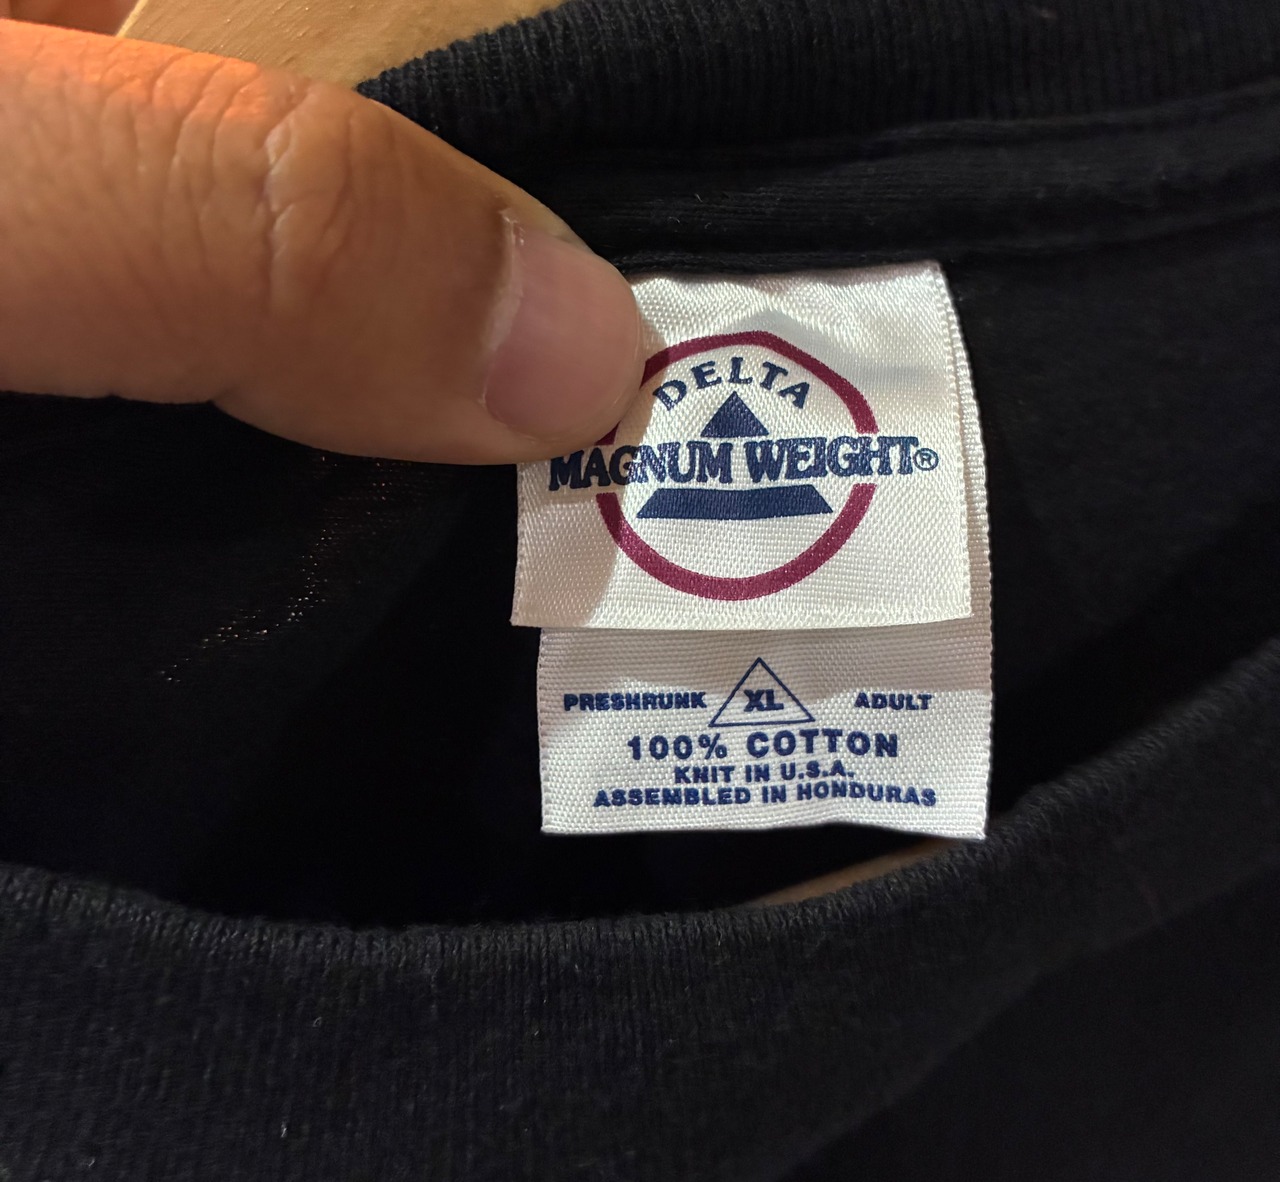 DELTA
MAGNUM WEIGHT®
PRESHRUNK XL ADULT
100% COTTON
KNIT IN U.S.A.
ASSEMBLED IN HONDURAS